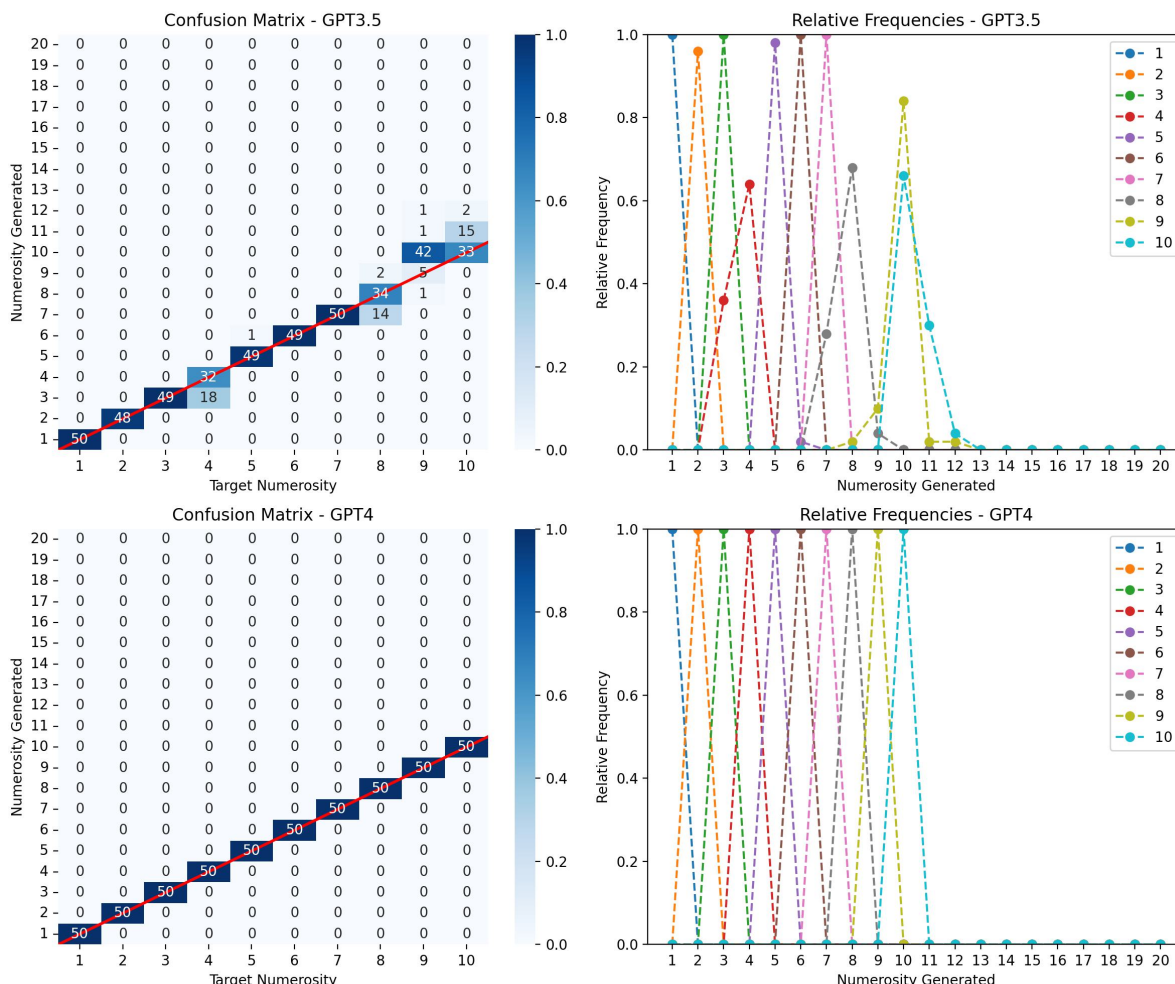 Confusion Matrix - GPT3.5
Numerosity Generated
20 0 0 0 0 0 0 0 0 0 0
19 0 0 0 0 0 0 0 0 0 0
18 0 0 0 0 0 0 0 0 0 0
17 0 0 0 0 0 0 0 0 0 0
16 0 0 0 0 0 0 0 0 0 0
15 0 0 0 0 0 0 0 0 0 0
14 0 0 0 0 0 0 0 0 0 0
13 0 0 0 0 0 0 0 0 0 0
12 0 0 0 0 0 0 0 0 1 2
11 0 0 0 0 0 0 0 0 1 15
10 0 0 0 0 0 0 0 0 42 33
9 0 0 0 0 0 0 0 2 5 0
8 0 0 0 0 0 0 0 34 1 0
7 0 0 0 0 0 0 50 14 0 0
6 0 0 0 0 1 49 0 0 0 0
5 0 0 0 0 49 0 0 0 0 0
4 0 0 0 32 0 0 0 0 0 0
3 0 0 49 18 0 0 0 0 0 0
2 0 48 0 0 0 0 0 0 0 0
1 50 0 0 0 0 0 0 0 0 0
1 2 3 4 5 6 7 8 9 10
Target Numerosity
1.0
0.8
0.6
0.4
0.2
0.0
Relative Frequencies - GPT3.5
Relative Frequency
1.0
0.8
0.6
0.4
0.2
0.0
1 2 3 4 5 6 7 8 9 10 11 12 13 14 15 16 17 18 19 20
Numerosity Generated
1
2
3
4
5
6
7
8
9
10
Confusion Matrix - GPT4
Numerosity Generated
20 0 0 0 0 0 0 0 0 0 0
19 0 0 0 0 0 0 0 0 0 0
18 0 0 0 0 0 0 0 0 0 0
17 0 0 0 0 0 0 0 0 0 0
16 0 0 0 0 0 0 0 0 0 0
15 0 0 0 0 0 0 0 0 0 0
14 0 0 0 0 0 0 0 0 0 0
13 0 0 0 0 0 0 0 0 0 0
12 0 0 0 0 0 0 0 0 0 0
11 0 0 0 0 0 0 0 0 0 0
10 0 0 0 0 0 0 0 0 0 50
9 0 0 0 0 0 0 0 0 50 0
8 0 0 0 0 0 0 0 50 0 0
7 0 0 0 0 0 0 50 0 0 0
6 0 0 0 0 0 50 0 0 0 0
5 0 0 0 0 50 0 0 0 0 0
4 0 0 0 50 0 0 0 0 0 0
3 0 0 50 0 0 0 0 0 0 0
2 0 50 0 0 0 0 0 0 0 0
1 50 0 0 0 0 0 0 0 0 0
1 2 3 4 5 6 7 8 9 10
Target Numerosity
1.0
0.8
0.6
0.4
0.2
0.0
Relative Frequencies - GPT4
Relative Frequency
1.0
0.8
0.6
0.4
0.2
0.0
1 2 3 4 5 6 7 8 9 10 11 12 13 14 15 16 17 18 19 20
Numerosity Generated
1
2
3
4
5
6
7
8
9
10